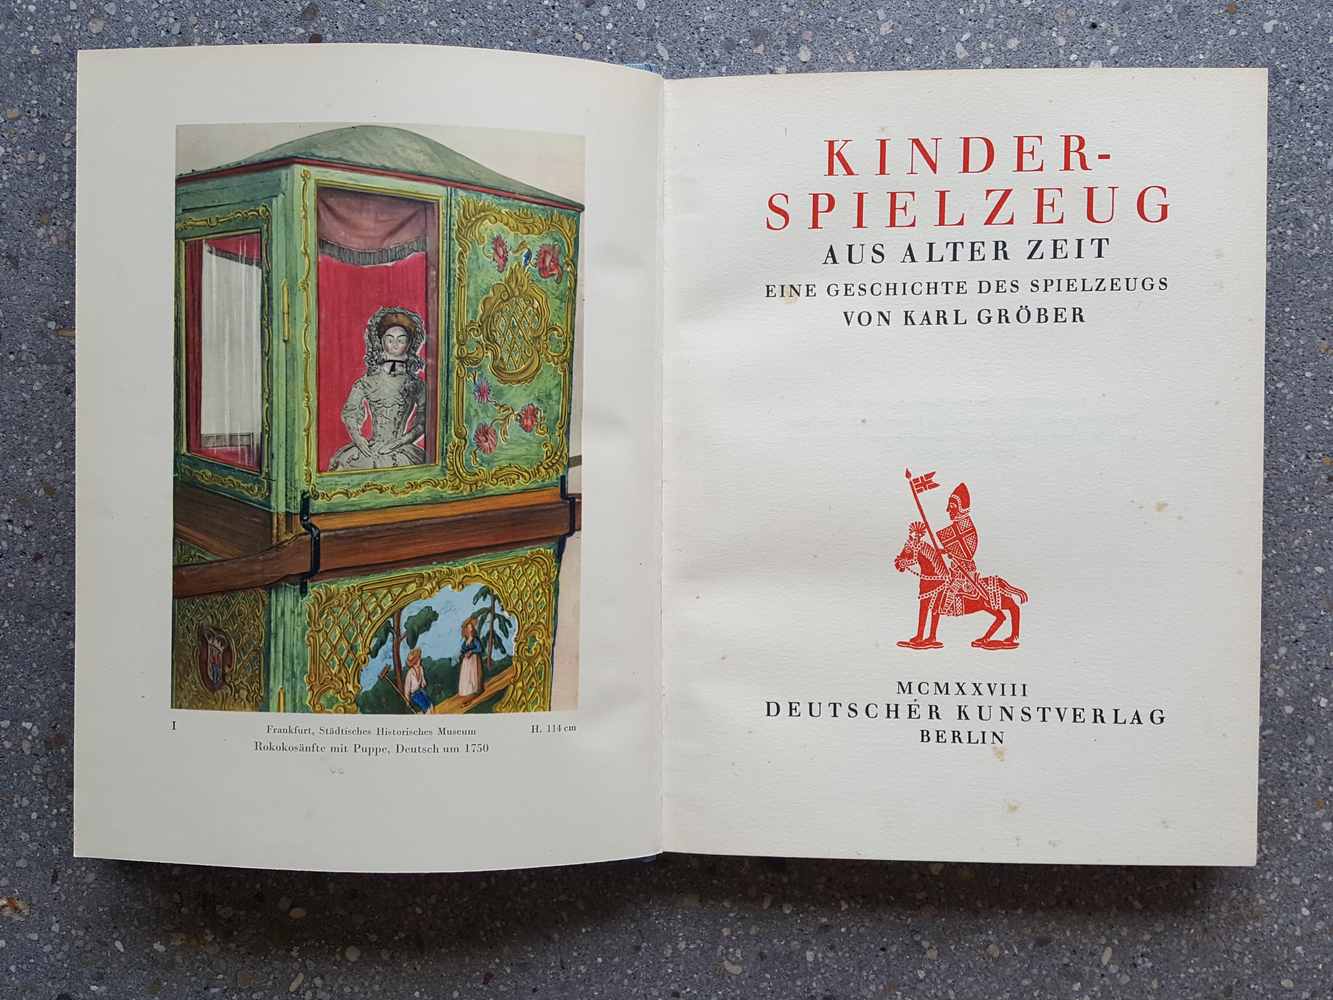 I
Frankfurt, Städtisches Historisches Museum
H. 114 cm
Rokokosänfte mit Puppe, Deutsch um 1750
KINDER-
SPIELZEUG
AUS ALTER ZEIT
EINE GESCHICHTE DES SPIELZEUGS
VON KARL GRÖBER
MCMXXVIII
DEUTSCHER KUNSTVERLAG
BERLIN